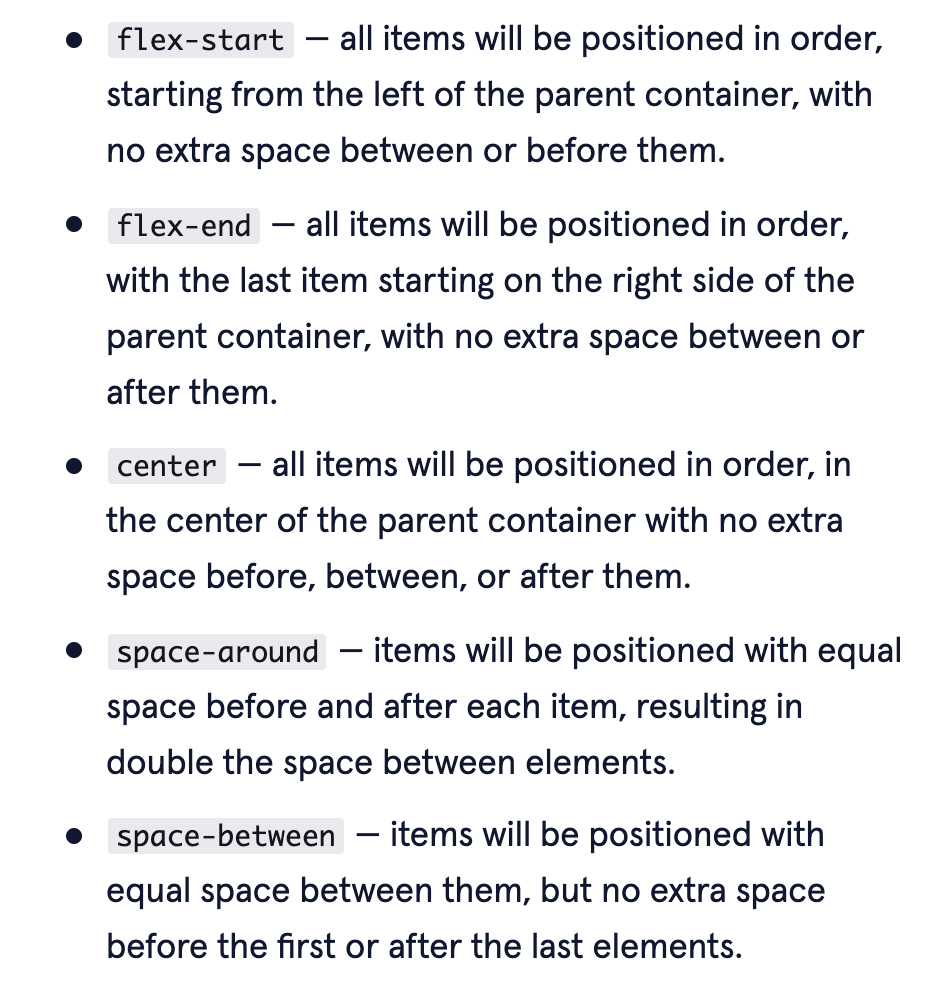 • flex-start — all items will be positioned in order,
starting from the left of the parent container, with
no extra space between or before them.
• flex-end — all items will be positioned in order,
with the last item starting on the right side of the
parent container, with no extra space between or
after them.
• center — all items will be positioned in order, in
the center of the parent container with no extra
space before, between, or after them.
• space-around — items will be positioned with equal
space before and after each item, resulting in
double the space between elements.
• space-between — items will be positioned with
equal space between them, but no extra space
before the first or after the last elements.